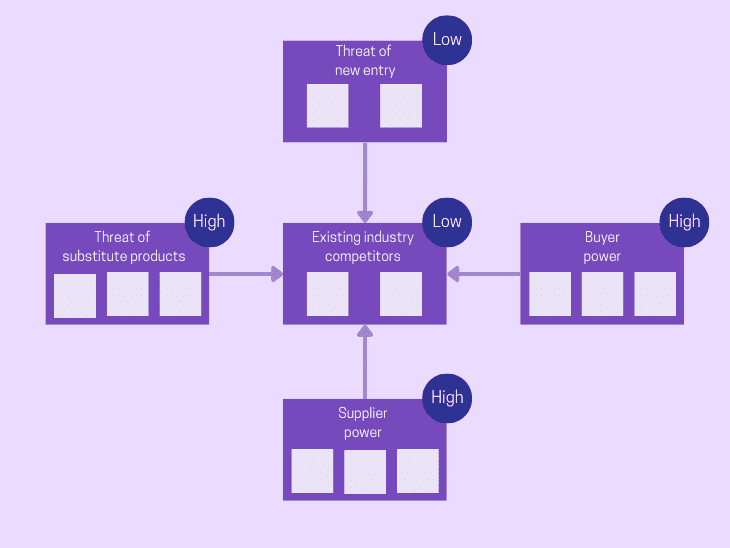 Low
Threat of
new entry
High
Threat of
substitute products
Low
Existing industry
competitors
High
Buyer
power
High
Supplier
power